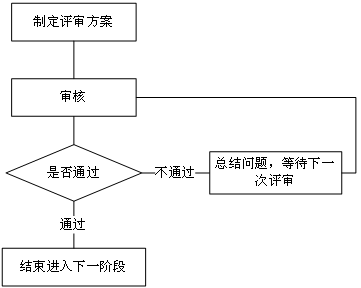 制定评审方案
审核
是否通过
不通过
总结问题，等待下一
次评审
通过
结束进入下一阶段